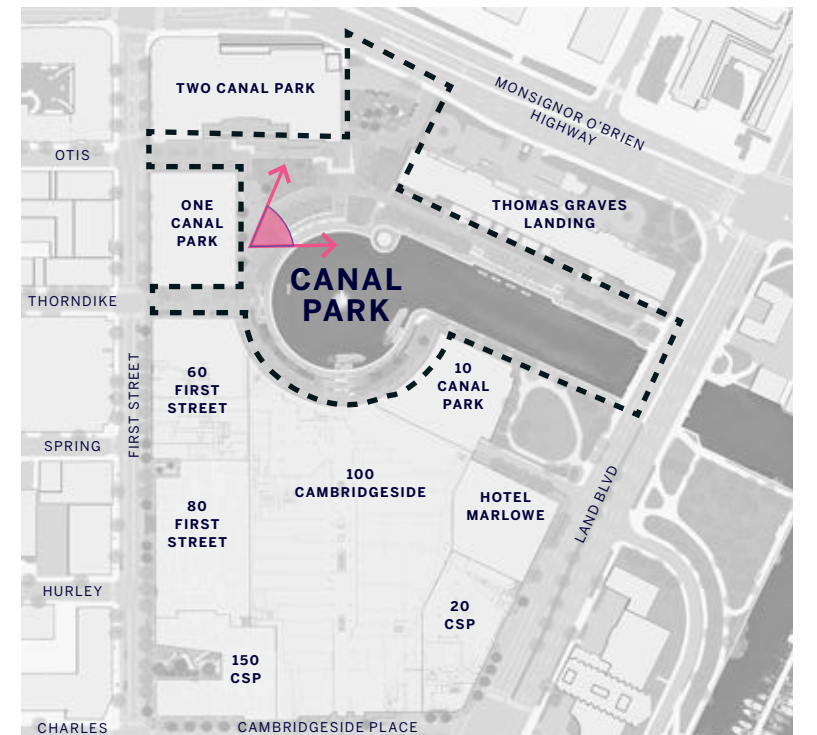 TWO CANAL PARK
MONSIGNOR O'BRIEN
HIGHWAY
OTIS
ONE
CANAL
PARK
THOMAS GRAVES
LANDING
CANAL
PARK
THORNDIKE
FIRST STREET
60
FIRST
STREET
10
CANAL
PARK
SPRING
100
CAMBRIDGESIDE
HOTEL
MARLOWE
LAND BLVD
80
FIRST
STREET
HURLEY
20
CSP
150
CSP
CHARLES
CAMBRIDGESIDE PLACE